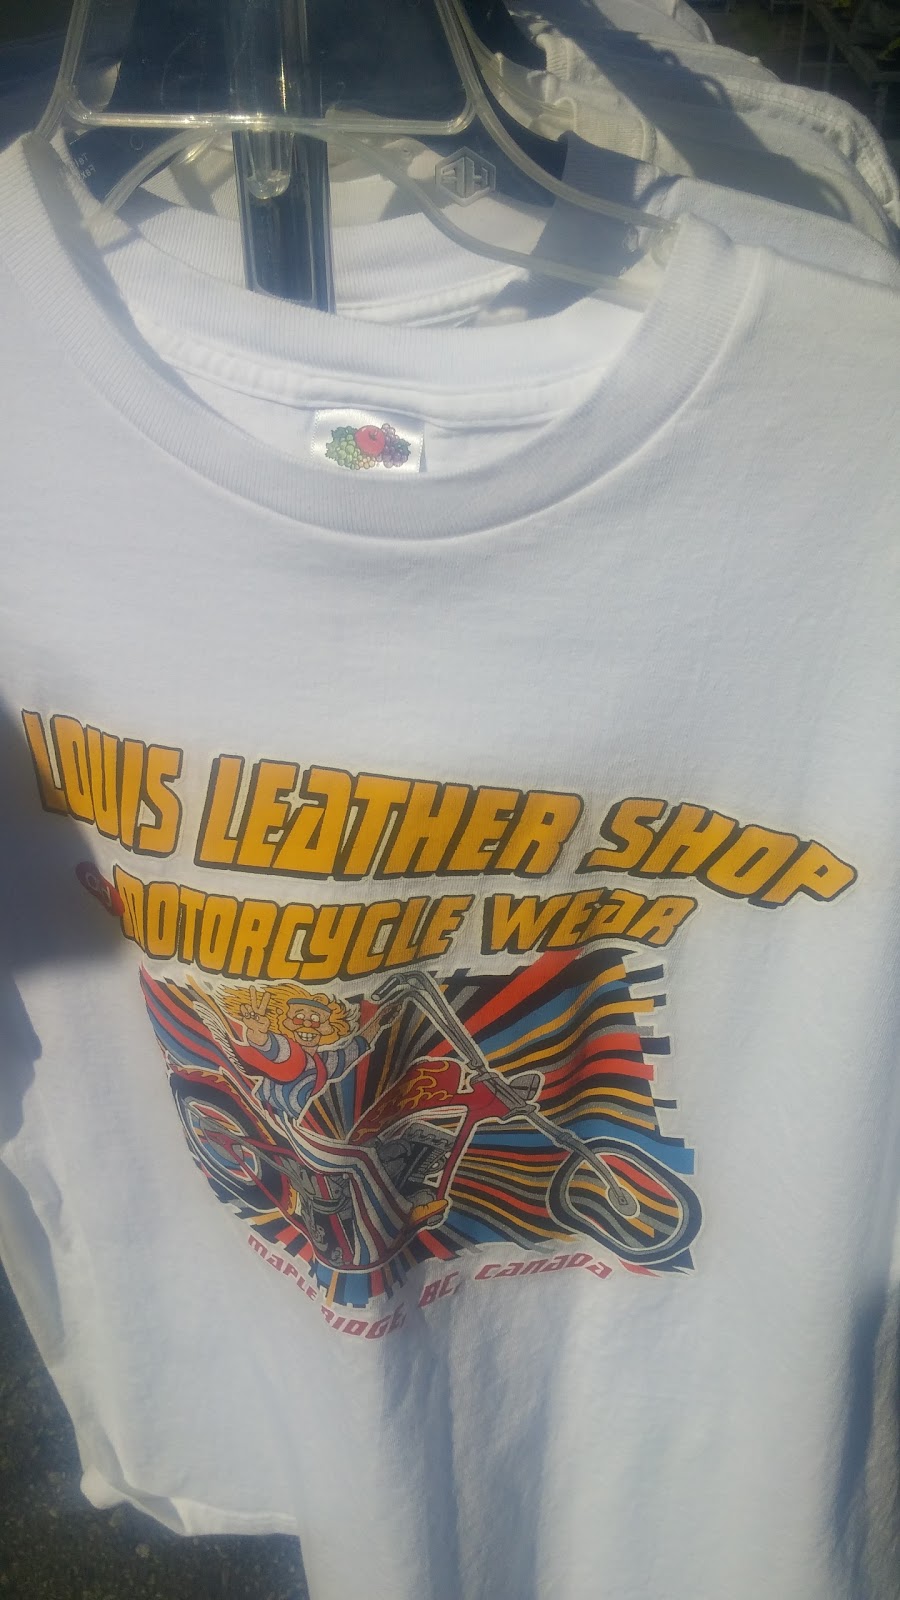 LOUIS LEATHER SHOP
MOTORCYCLE WEAR
MAPLE RIDGE, BC, CANADA